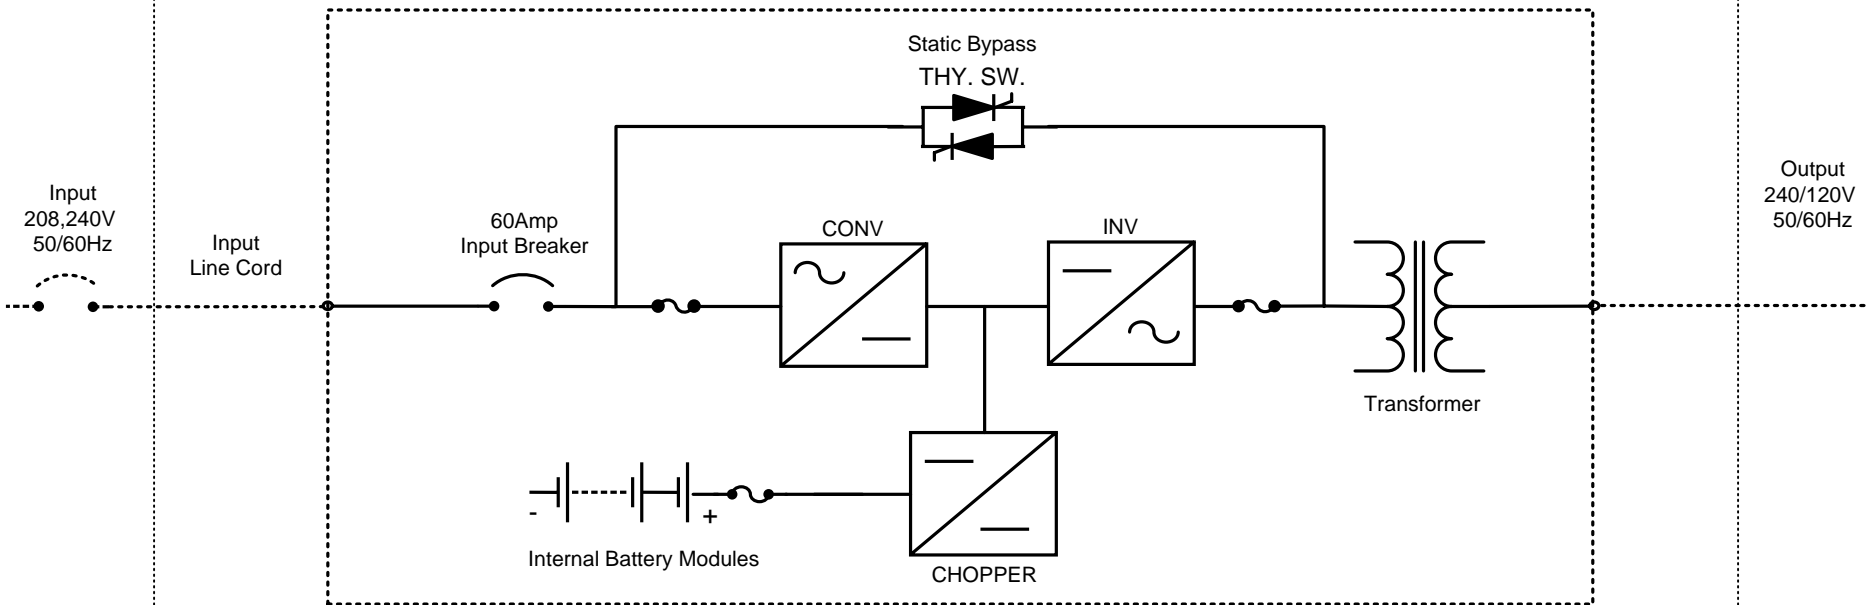 Static Bypass
THY. SW.
Input
208,240V
50/60Hz
Input
Line Cord
60Amp
Input Breaker
CONV
INV
Output
240/120V
50/60Hz
Transformer
-
+
Internal Battery Modules
CHOPPER